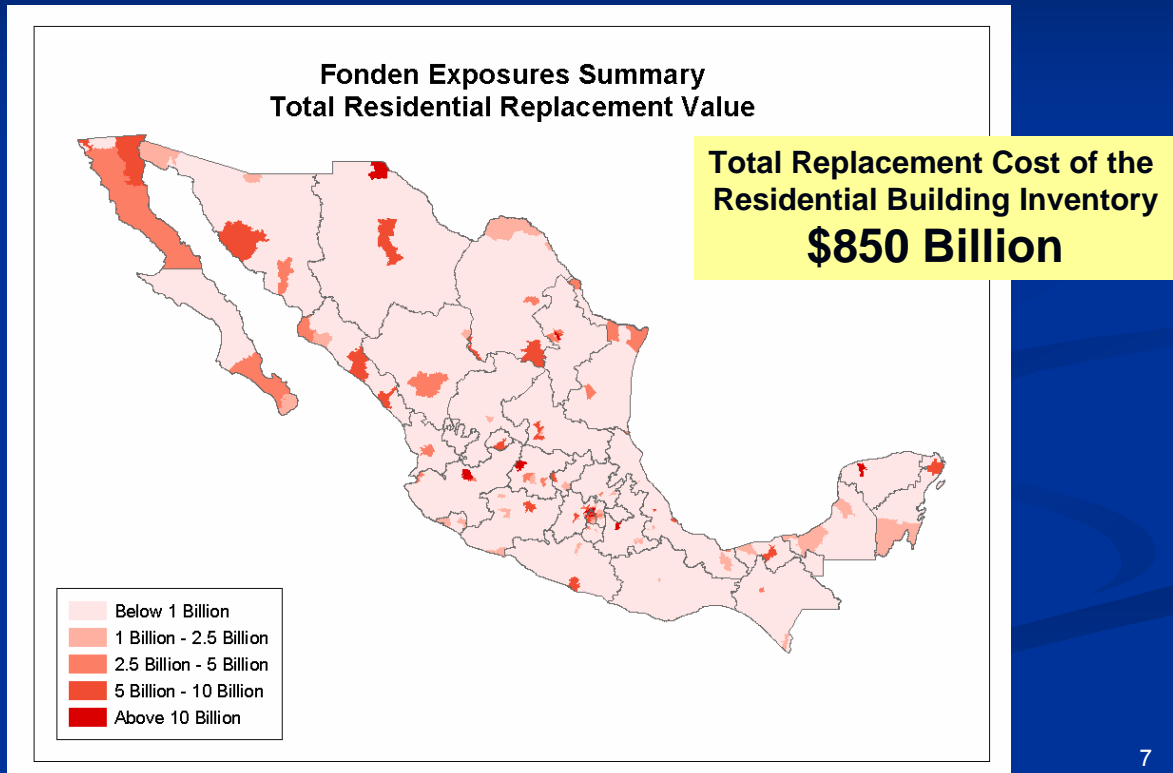 Fonden Exposures Summary
Total Residential Replacement Value
Total Replacement Cost of the
Residential Building Inventory
$850 Billion
Below 1 Billion
1 Billion - 2.5 Billion
2.5 Billion - 5 Billion
5 Billion - 10 Billion
Above 10 Billion
7